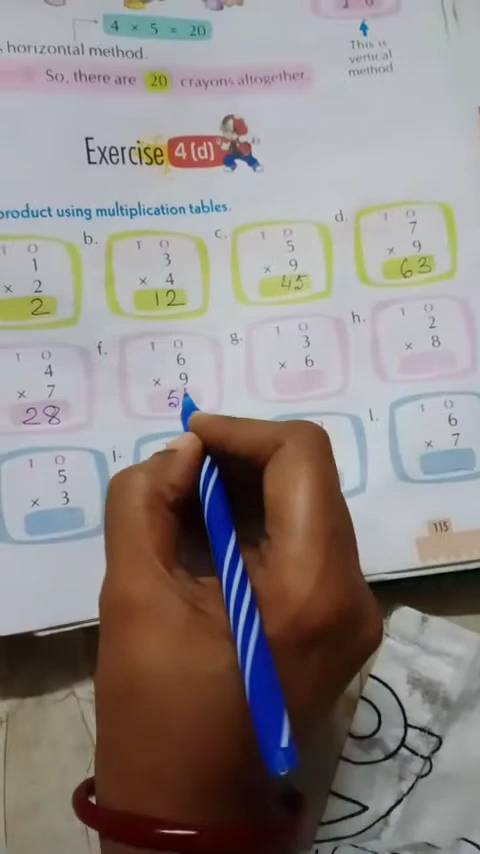 4 × 5 = 20
horizontal method.
This is
vertical
method
So, there are 20 crayons altogether.
Exercise 4(d)
product using multiplication tables.
T O
1
× 2
2
b. T O
3
× 4
12
c. T O
5
× 9
45
d. T O
7
× 9
63
T O
4
× 7
28
f. T O
6
× 9
5
g. T O
3
× 6
h. T O
2
× 8
T O
5
× 3
j.
l. T O
6
× 7
115